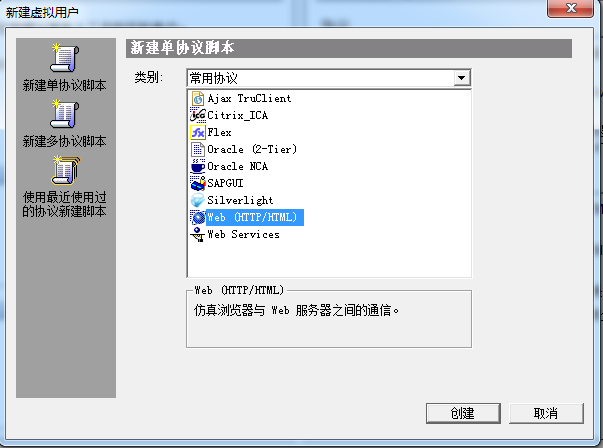 新建虚拟用户
新建单协议脚本
新建多协议脚本
使用最近使用过
的协议新建脚本
新建单协议脚本
类别:
常用协议
Ajax TruClient
Citrix_ICA
Flex
Oracle (2-Tier)
Oracle NCA
SAPGUI
Silverlight
Web (HTTP/HTML)
Web Services
Web (HTTP/HTML)
仿真浏览器与 Web 服务器之间的通信。
创建
取消